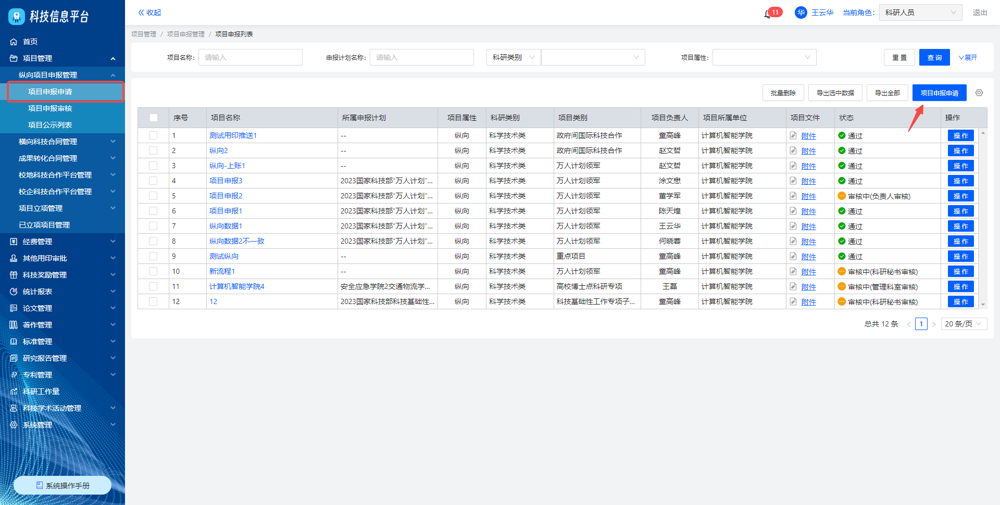 科技信息平台
收起
11
华 王云华 当前角色: 科研人员 退出
首页
项目管理
纵向项目申报管理
项目申报申请
项目申报审核
项目公示列表
横向科技合同管理
成果转化合同管理
校地科技合作平台管理
校企科技合作平台管理
项目立项管理
已立项项目管理
经费管理
其他用印审批
科技奖励管理
统计报表
论文管理
著作管理
标准管理
研究报告管理
专利管理
科研工作量
科技学术活动管理
系统管理
系统操作手册
项目管理 / 项目申报管理 / 项目申报列表
项目名称: 请输入 申报计划名称: 请输入 科研类别 项目属性: 重 置 查 询 展开
批量删除 导出选中数据 导出全部 项目申报申请
序号 项目名称 所属申报计划 项目属性 科研类别 项目类别 项目负责人 项目所属单位 项目文件 状态 操作
1 测试用印推送1 -- 纵向 科学技术类 政府间国际科技合作 童高峰 计算机智能学院 附件 通过 操 作
2 纵向2 -- 纵向 科学技术类 政府间国际科技合作 赵文哲 计算机智能学院 附件 通过 操 作
3 纵向-上账1 -- 纵向 科学技术类 万人计划领军 赵文哲 计算机智能学院 附件 通过 操 作
4 项目申报3 2023国家科技部“万人计划”... 纵向 科学技术类 万人计划领军 涂文懋 计算机智能学院 附件 通过 操 作
5 项目申报2 2023国家科技部“万人计划”... 纵向 科学技术类 万人计划领军 董学军 计算机智能学院 附件 审核中(负责人审核) 操 作
6 项目申报1 2023国家科技部“万人计划”... 纵向 科学技术类 万人计划领军 陈天煌 计算机智能学院 附件 通过 操 作
7 纵向数据1 2023国家科技部“万人计划”... 纵向 科学技术类 万人计划领军 王云华 计算机智能学院 附件 通过 操 作
8 纵向数据2不一致 2023国家科技部“万人计划”... 纵向 科学技术类 万人计划领军 何晓蓉 计算机智能学院 附件 通过 操 作
9 测试纵向 -- 纵向 科学技术类 重点项目 童高峰 计算机智能学院 附件 通过 操 作
10 新流程1 -- 纵向 科学技术类 万人计划领军 童高峰 计算机智能学院 附件 审核中(科研秘书审核) 操 作
11 计算机智能学院4 安全应急学院2交通物流学... 纵向 科学技术类 高校博士点科研专项 王磊 计算机智能学院 附件 审核中(管理科室审核) 操 作
12 12 2023国家科技部科技基础性... 纵向 科学技术类 科技基础性工作专项子... 童高峰 计算机智能学院 附件 审核中(科研秘书审核) 操 作
总共 12 条 < 1 > 20 条/页